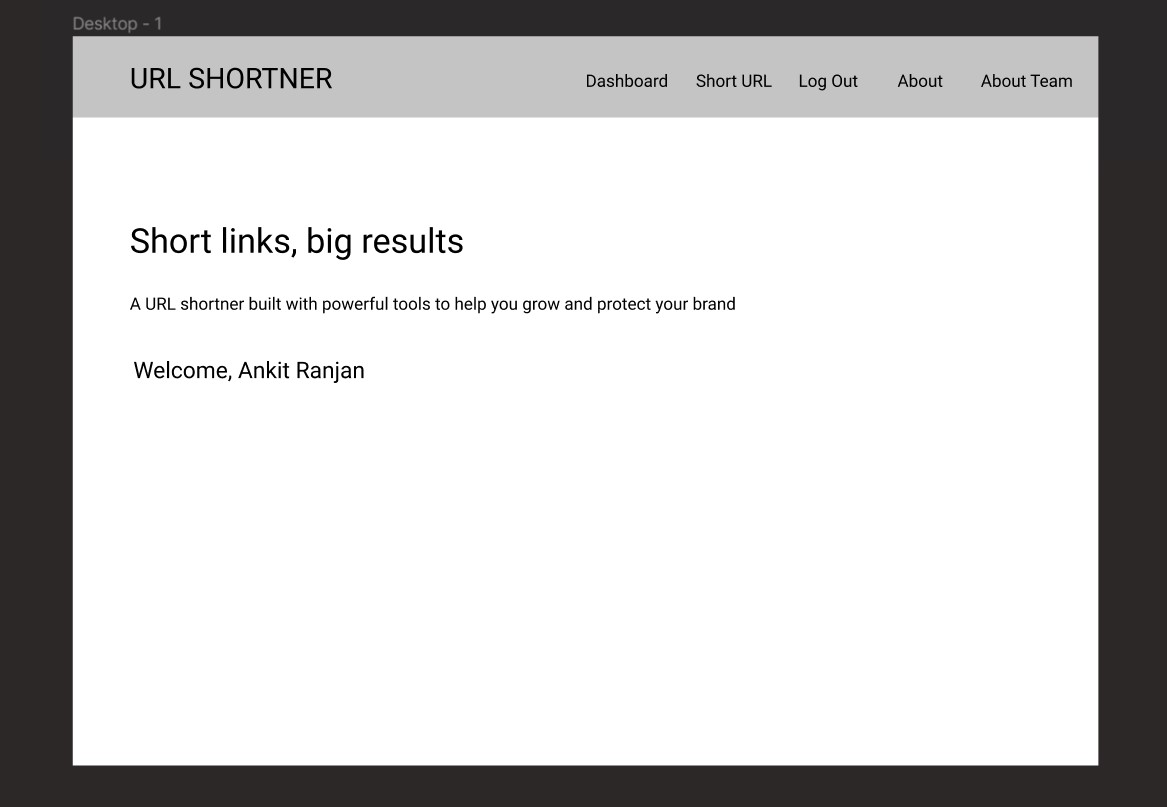 Desktop - 1
URL SHORTNER
Dashboard Short URL Log Out About About Team
Short links, big results
A URL shortner built with powerful tools to help you grow and protect your brand
Welcome, Ankit Ranjan